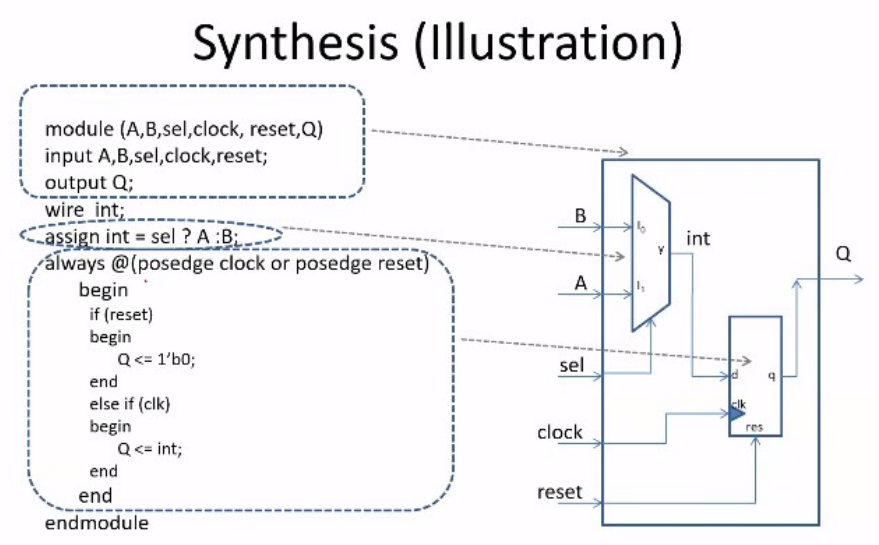 Synthesis (Illustration)
module (A,B,sel,clock, reset,Q)
input A,B,sel,clock,reset;
output Q;
wire int;
assign int = sel ? A :B;
always @(posedge clock or posedge reset)
begin
if (reset)
begin
Q <= 1'b0;
end
else if (clk)
begin
Q <= int;
end
end
endmodule
B
I0
y
int
A
I1
Q
sel
d
q
clk
res
clock
reset